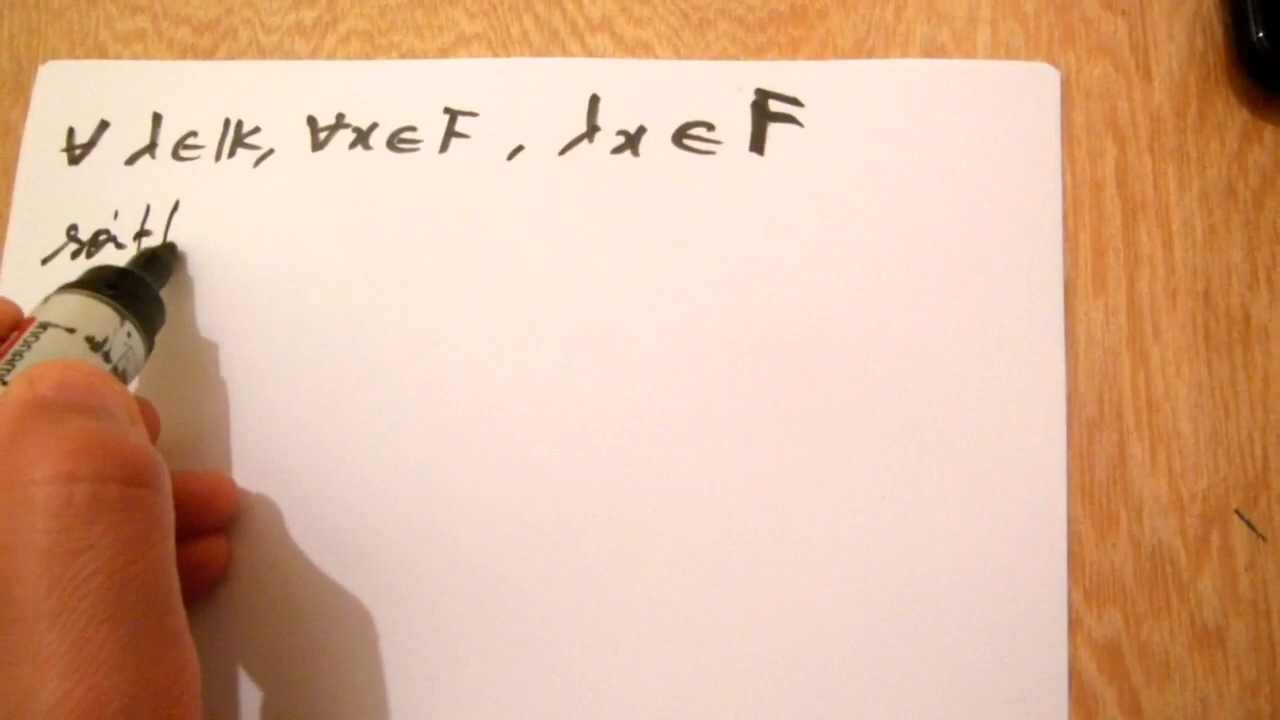 ∀ λ ∈ 𝕂, ∀x ∈ F , λx ∈ F
soit